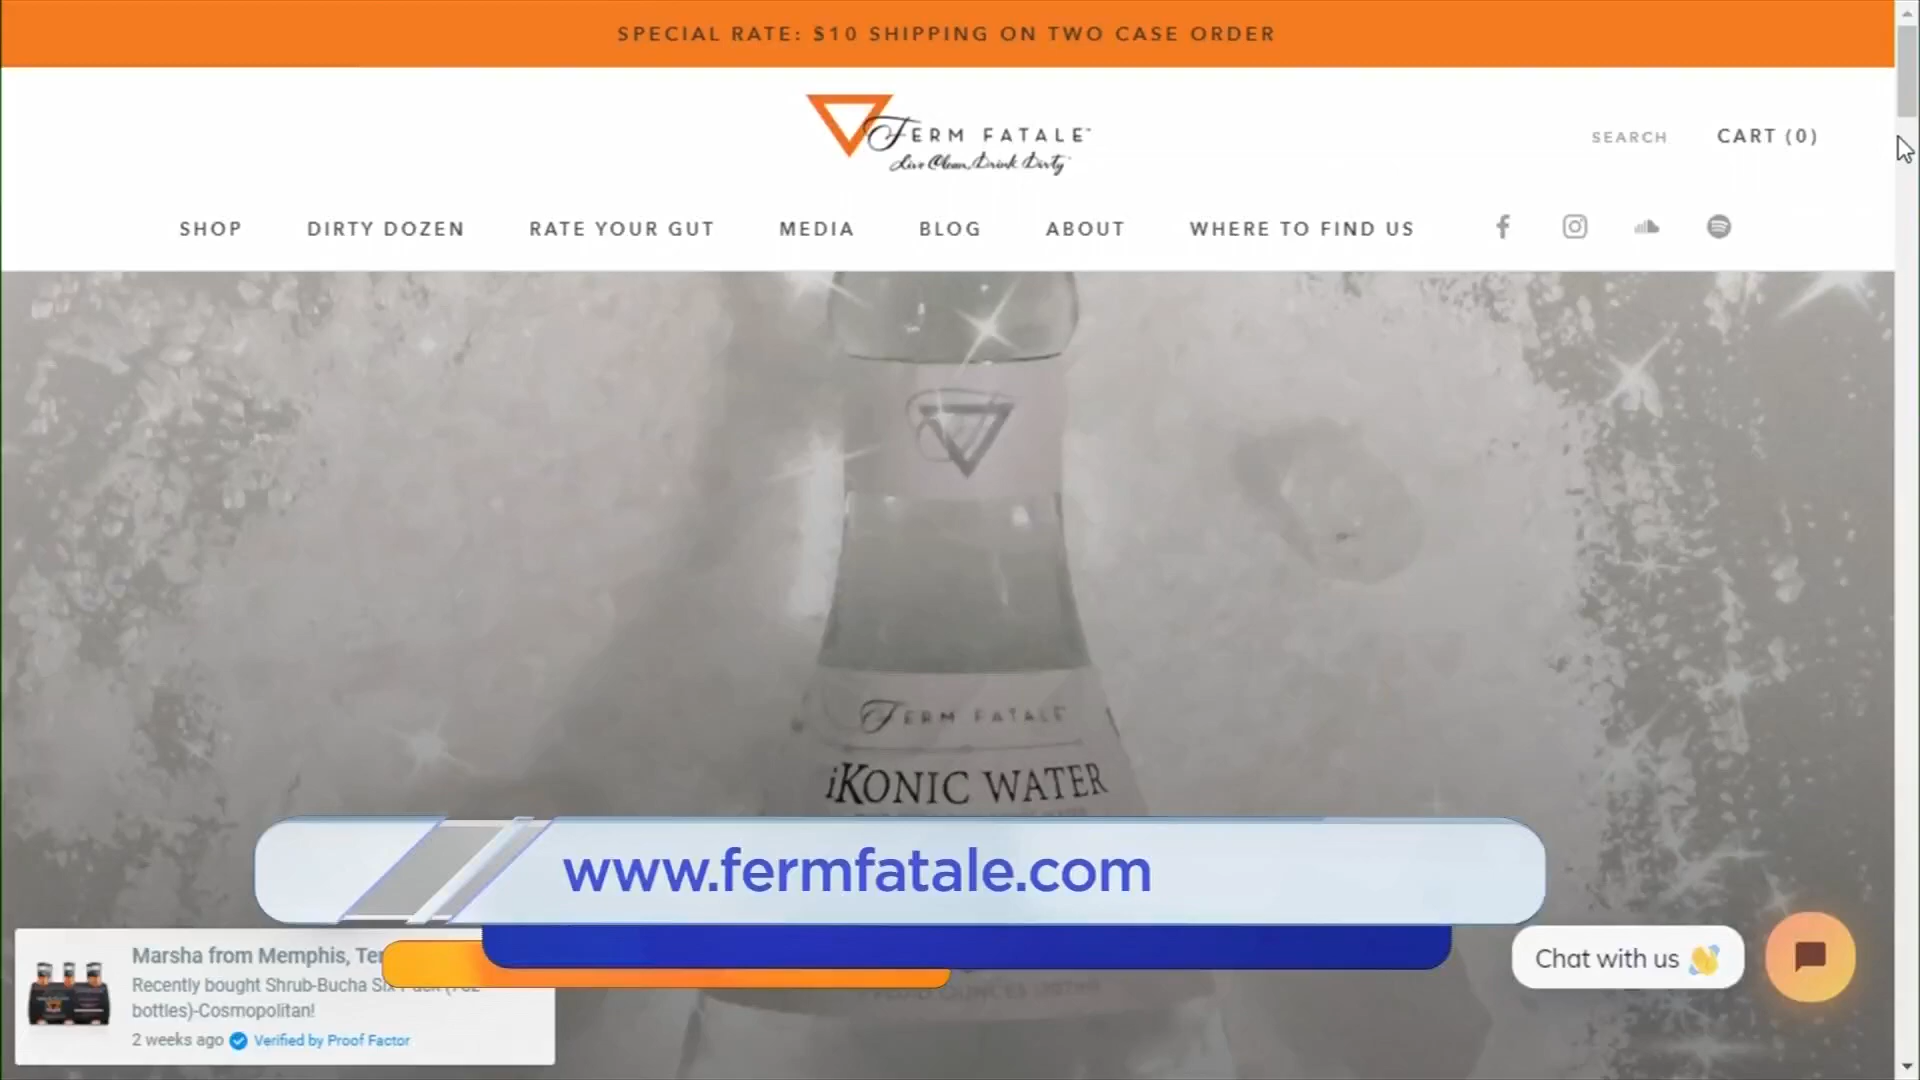 SPECIAL RATE: $10 SHIPPING ON TWO CASE ORDER
FERM FATALE
Live Clean, Drink Dirty
SEARCH
CART (0)
SHOP
DIRTY DOZEN
RATE YOUR GUT
MEDIA
BLOG
ABOUT
WHERE TO FIND US
FERM FATALE
iKONIC WATER
www.fermfatale.com
Marsha from Memphis,
Recently bought Shrub-Bucha
bottles)-Cosmopolitan!
2 weeks ago Verified by Proof Factor
Chat with us 👋